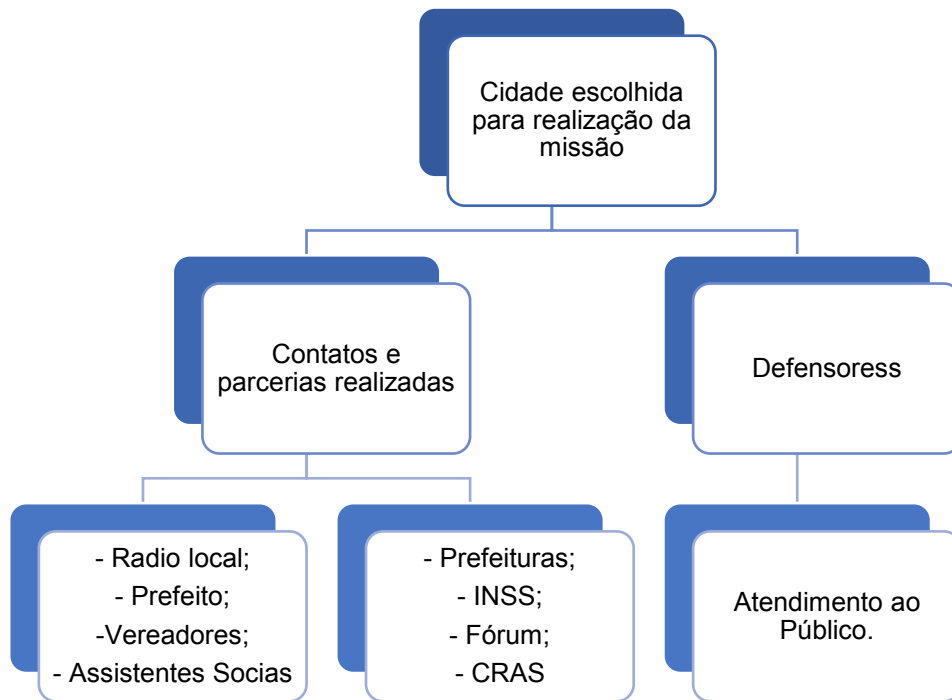 Cidade escolhida
para realização da
missão
Contatos e
parcerias realizadas
Defensoress
- Radio local;
- Prefeito;
-Vereadores;
- Assistentes Socias
- Prefeituras;
- INSS;
- Fórum;
- CRAS
Atendimento ao
Público.